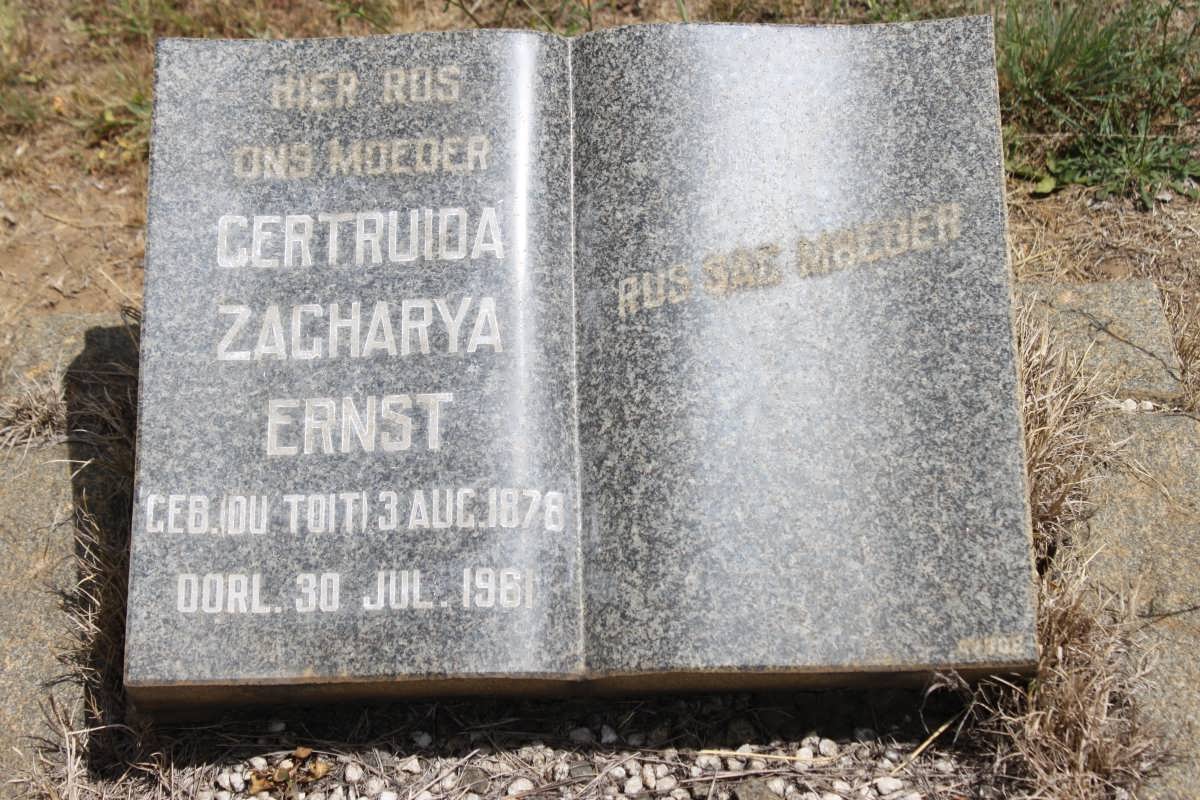 HIER RUS
ONS MOEDER
GERTRUIDA
ZACHARYA
ERNST
GEB.(DU TOIT) 3 AUG.1878
OORL. 30 JUL. 1961
RUS SAG MOEDER